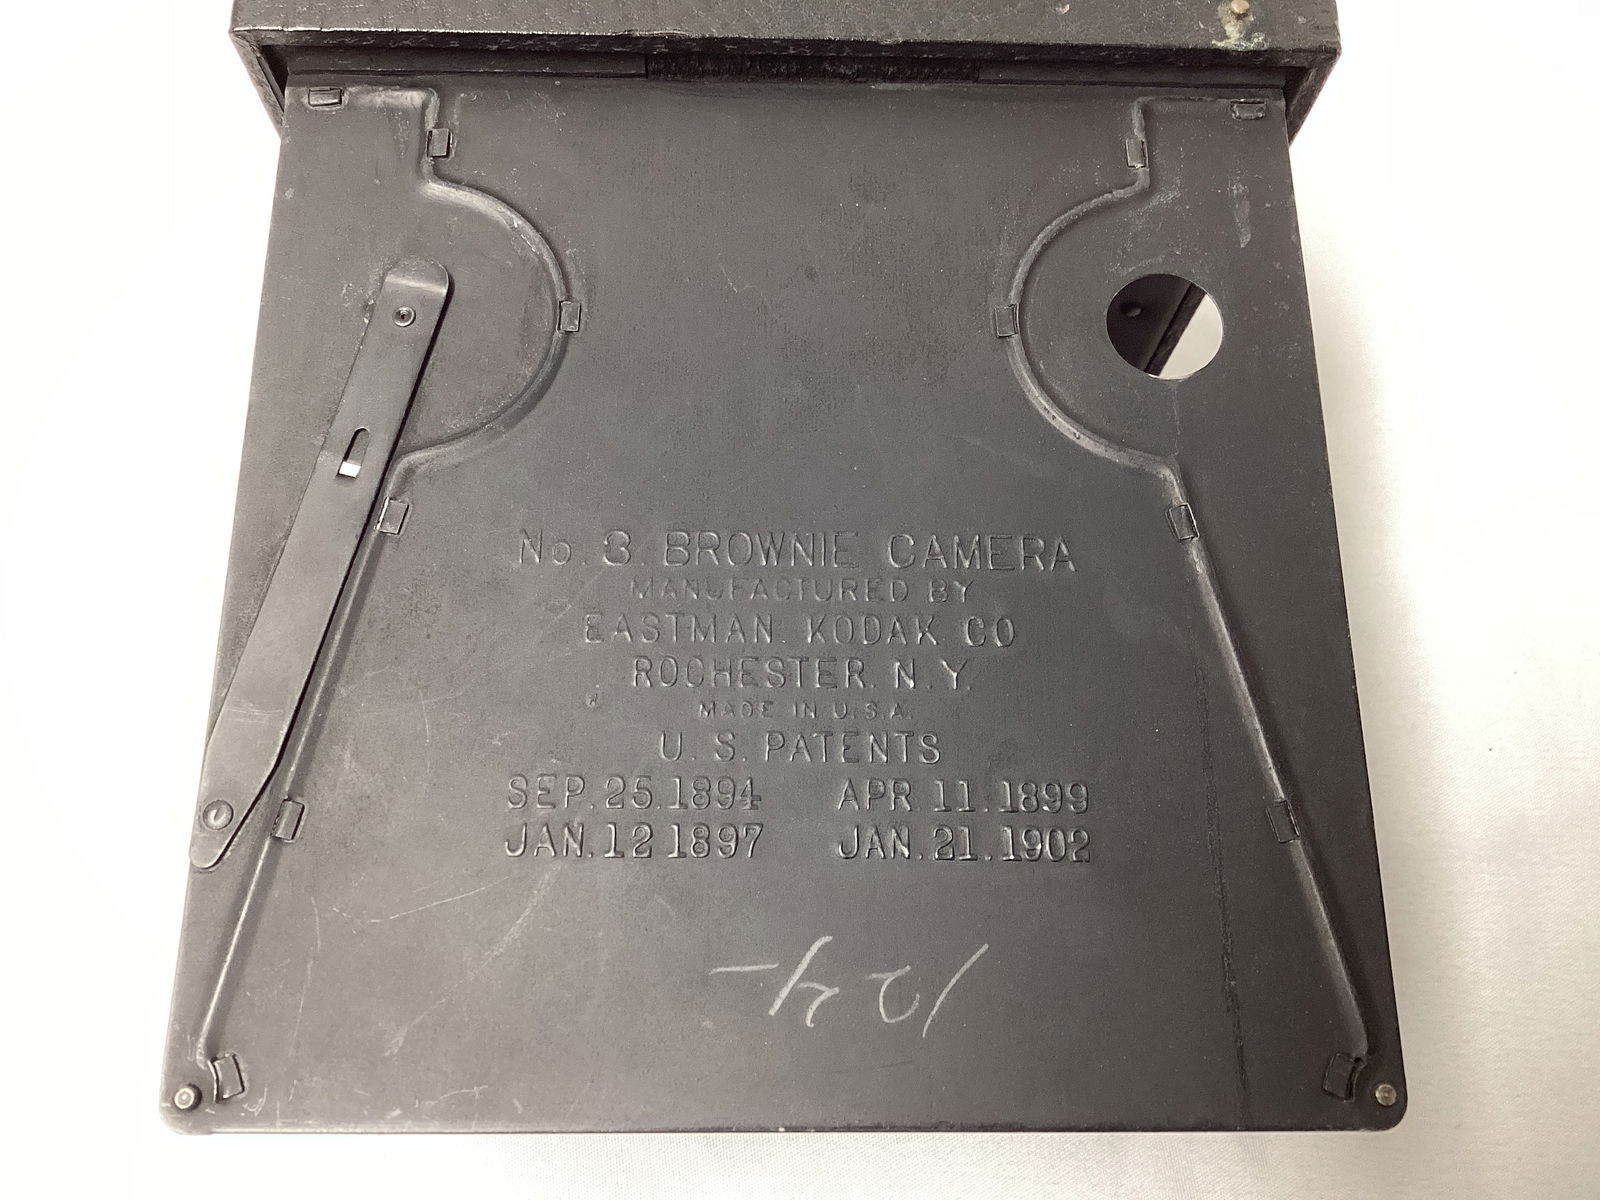 No. 3. BROWNIE CAMERA
MANUFACTURED BY
EASTMAN KODAK CO
ROCHESTER. N.Y.
MADE IN U.S.A.
U. S. PATENTS
SEP. 25. 1894 APR 11. 1899
JAN. 12 1897 JAN. 21. 1902
124-